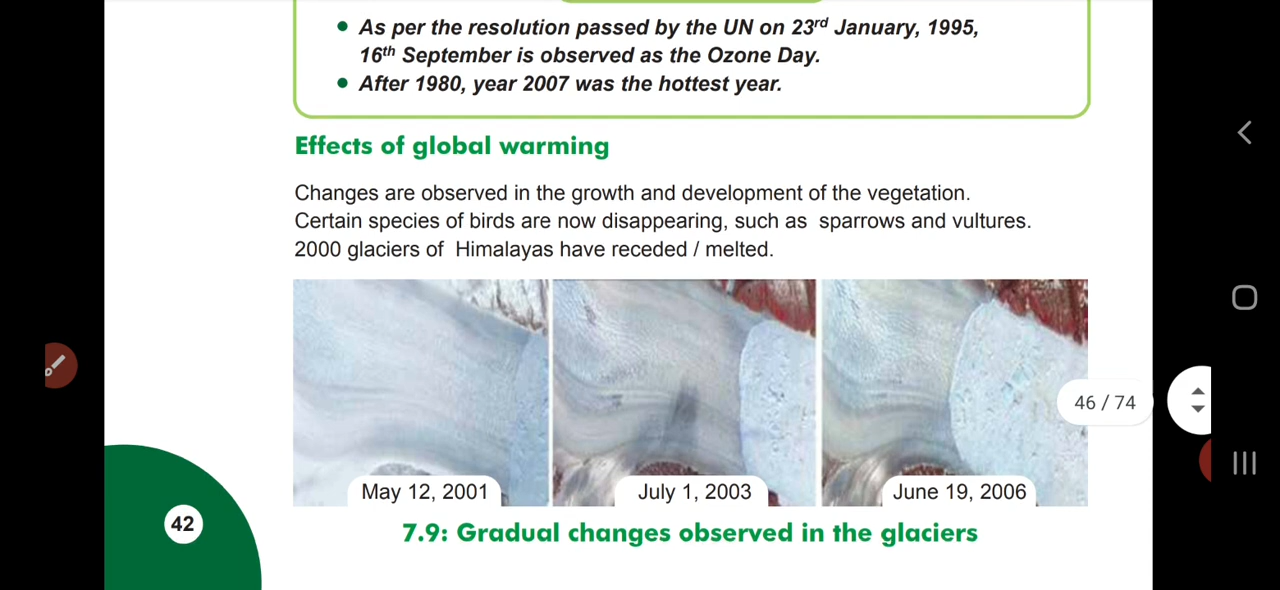 • As per the resolution passed by the UN on 23rd January, 1995,
16th September is observed as the Ozone Day.
• After 1980, year 2007 was the hottest year.
Effects of global warming
Changes are observed in the growth and development of the vegetation.
Certain species of birds are now disappearing, such as sparrows and vultures.
2000 glaciers of Himalayas have receded / melted.
46 / 74
May 12, 2001
July 1, 2003
June 19, 2006
42
7.9: Gradual changes observed in the glaciers